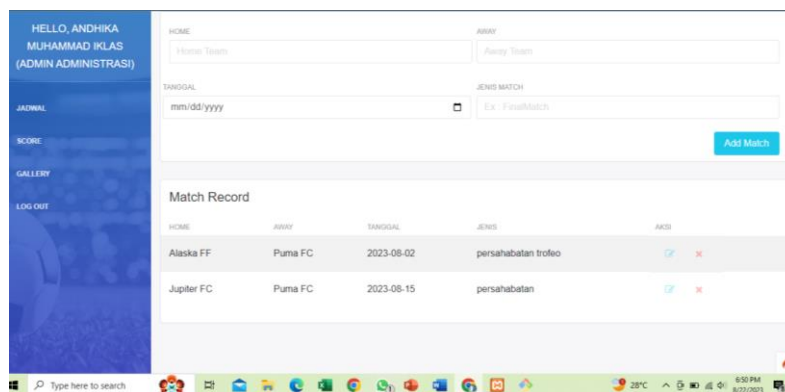 HELLO, ANDHIKA
MUHAMMAD IKLAS
(ADMIN ADMINISTRASI)
JADWAL
SCORE
GALLERY
LOG OUT
HOME AWAY
Home Team Away Team
TANGGAL JENIS MATCH
mm/dd/yyyy Ex : FinalMatch
Add Match
Match Record
HOME AWAY TANGGAL JENIS AKSI
Alaska FF Puma FC 2023-08-02 persahabatan trofeo
Jupiter FC Puma FC 2023-08-15 persahabatan
Type here to search 28°C 6:50 PM
8/22/2023